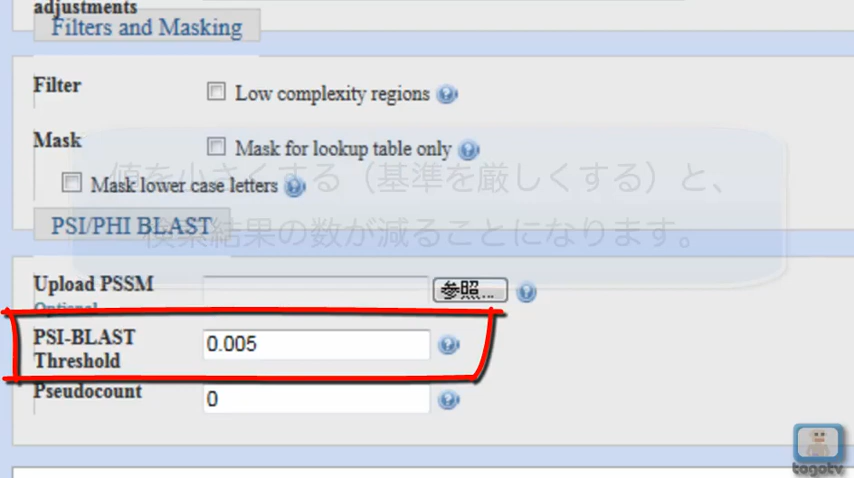 adjustments
Filters and Masking
Filter
Low complexity regions
Mask
Mask for lookup table only
Mask lower case letters
値を小さくする（基準を厳しくする）と、
検索結果の数が減ることになります。
PSI/PHI BLAST
Upload PSSM
参照...
Optional
PSI-BLAST
Threshold
0.005
Pseudocount
0
togotv